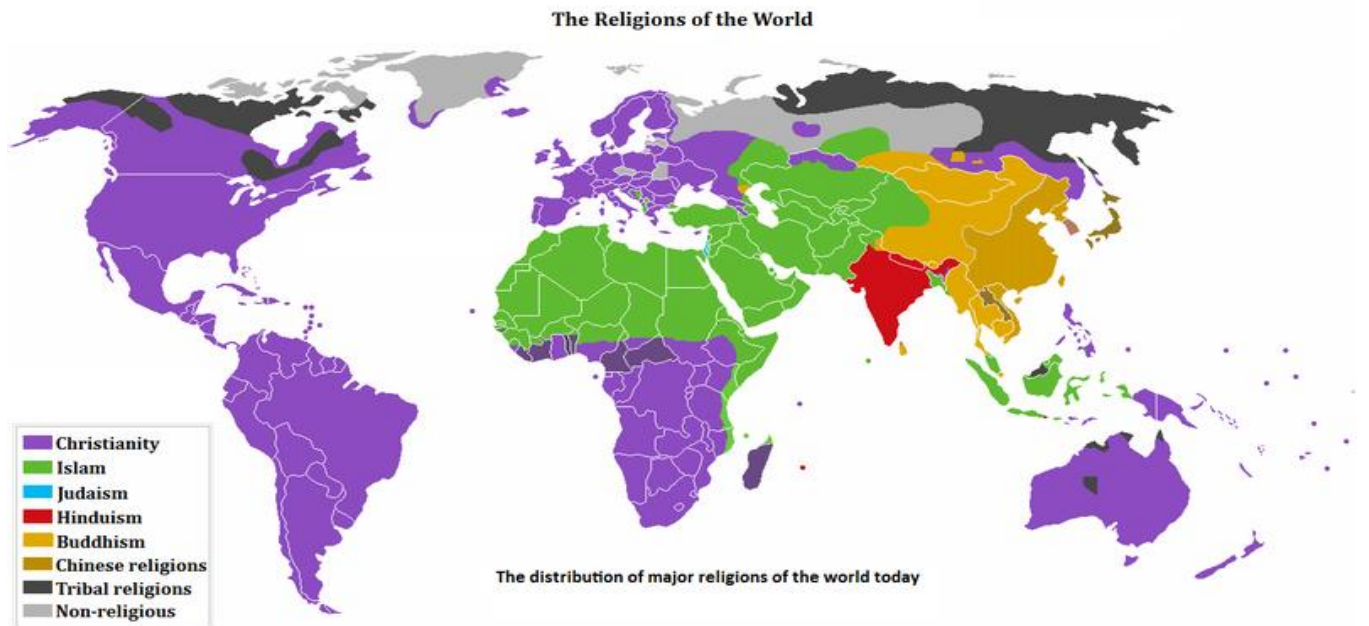 The Religions of the World
Christianity
Islam
Judaism
Hinduism
Buddhism
Chinese religions
Tribal religions
Non-religious
The distribution of major religions of the world today